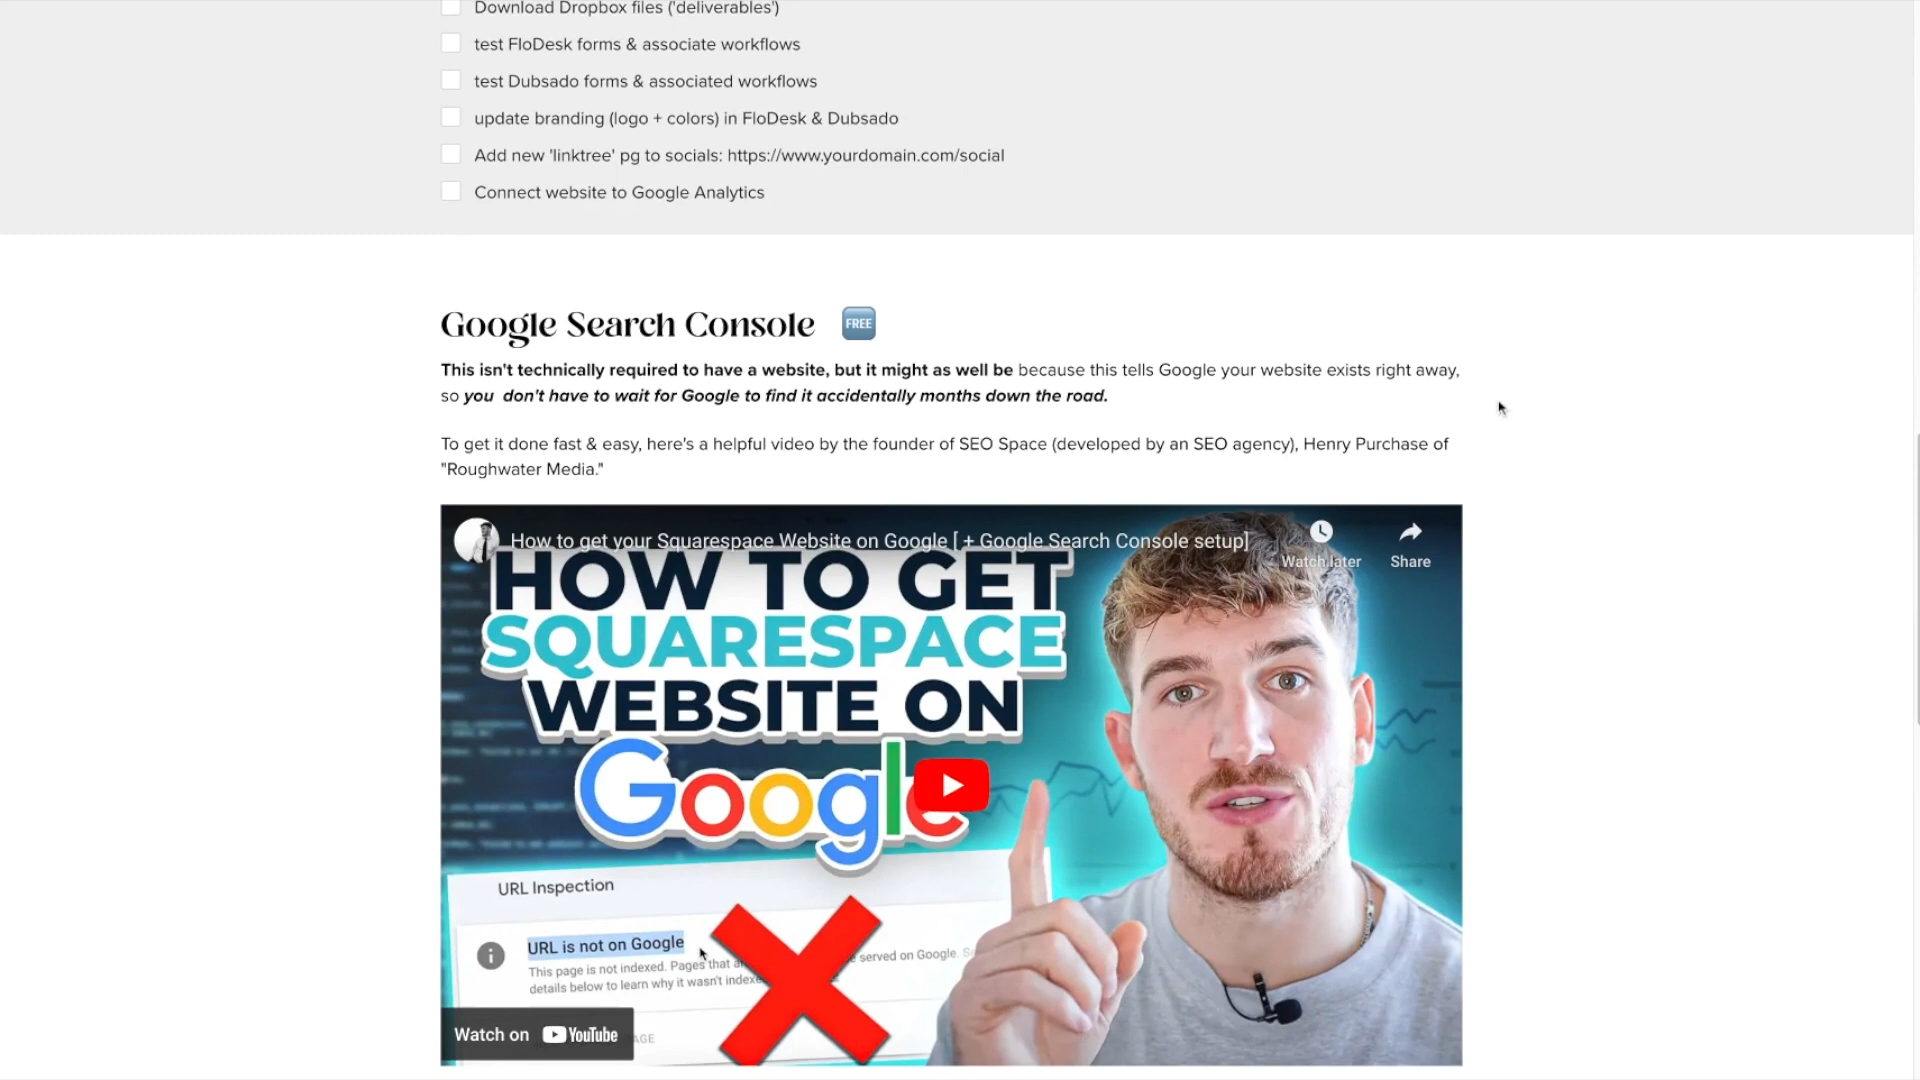 Download Dropbox files ('deliverables')
test FloDesk forms & associate workflows
test Dubsado forms & associated workflows
update branding (logo + colors) in FloDesk & Dubsado
Add new 'linktree' pg to socials: https://www.yourdomain.com/social
Connect website to Google Analytics
Google Search Console FREE
This isn't technically required to have a website, but it might as well be because this tells Google your website exists right away,
so you don't have to wait for Google to find it accidentally months down the road.
To get it done fast & easy, here's a helpful video by the founder of SEO Space (developed by an SEO agency), Henry Purchase of
"Roughwater Media."
How to get your Squarespace Website on Google [ + Google Search Console setup]
Watch later
Share
HOW TO GET
SQUARESPACE
WEBSITE ON
Google
URL Inspection
URL is not on Google
This page is not indexed. Pages that served on Google.
details below to learn why it wasn't
Watch on YouTube